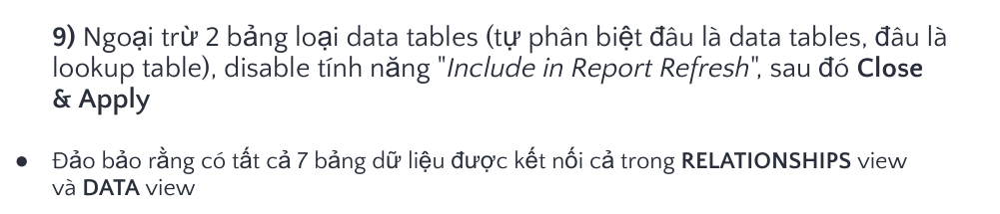 9) Ngoại trừ 2 bảng loại data tables (tự phân biệt đâu là data tables, đâu là
lookup table), disable tính năng "Include in Report Refresh", sau đó Close
& Apply
● Đảo bảo rằng có tất cả 7 bảng dữ liệu được kết nối cả trong RELATIONSHIPS view
và DATA view